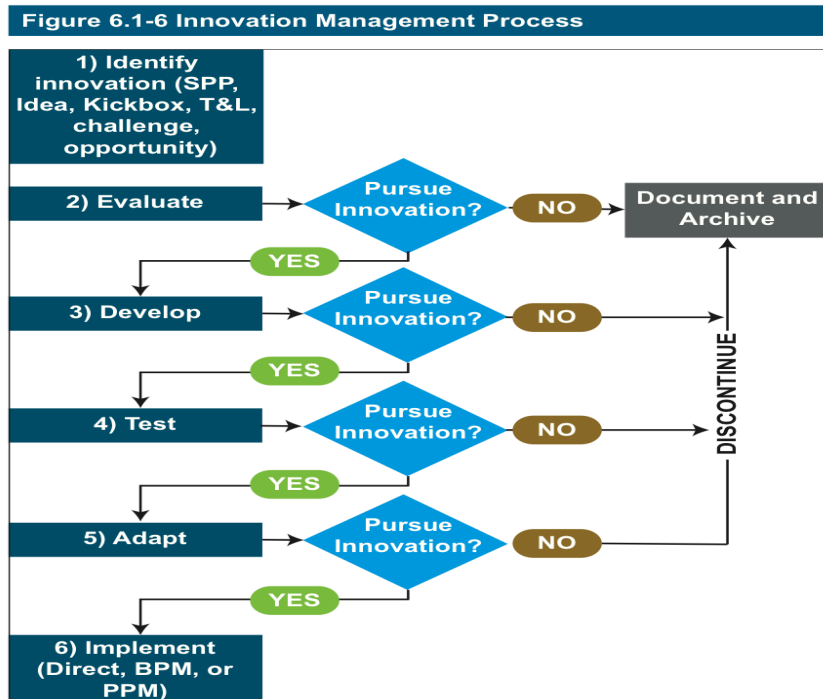 Figure 6.1-6 Innovation Management Process
1) Identify
innovation (SPP,
Idea, Kickbox, T&L,
challenge,
opportunity)
2) Evaluate
Pursue
Innovation?
NO
Document and
Archive
YES
3) Develop
Pursue
Innovation?
NO
YES
4) Test
Pursue
Innovation?
NO
DISCONTINUE
YES
5) Adapt
Pursue
Innovation?
NO
YES
6) Implement
(Direct, BPM, or
PPM)